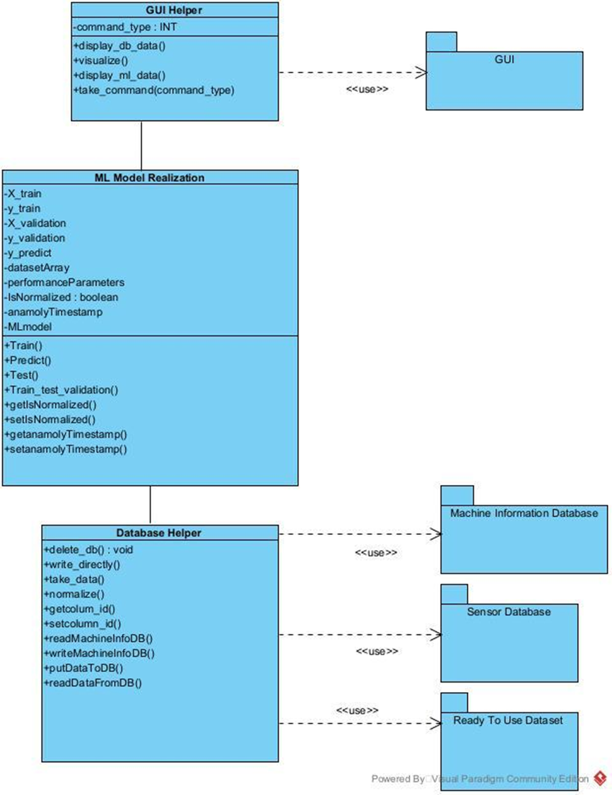 GUI Helper
-command_type : INT
+display_db_data()
+visualize()
+display_ml_data()
+take_command(command_type)
<<use>>
GUI
ML Model Realization
-X_train
-y_train
-X_validation
-y_validation
-y_predict
-datasetArray
-performanceParameters
-IsNormalized : boolean
-anamolyTimestamp
-MLmodel
+Train()
+Predict()
+Test()
+Train_test_validation()
+getIsNormalized()
+setIsNormalized()
+getanamolyTimestamp()
+setanamolyTimestamp()
Database Helper
+delete_db() : void
+write_directly()
+take_data()
+normalize()
+getcolum_id()
+setcolumn_id()
+readMachineInfoDB()
+writeMachineInfoDB()
+putDataToDB()
+readDataFromDB()
<<use>>
Machine Information Database
<<use>>
Sensor Database
<<use>>
Ready To Use Dataset
Powered By Visual Paradigm Community Edition